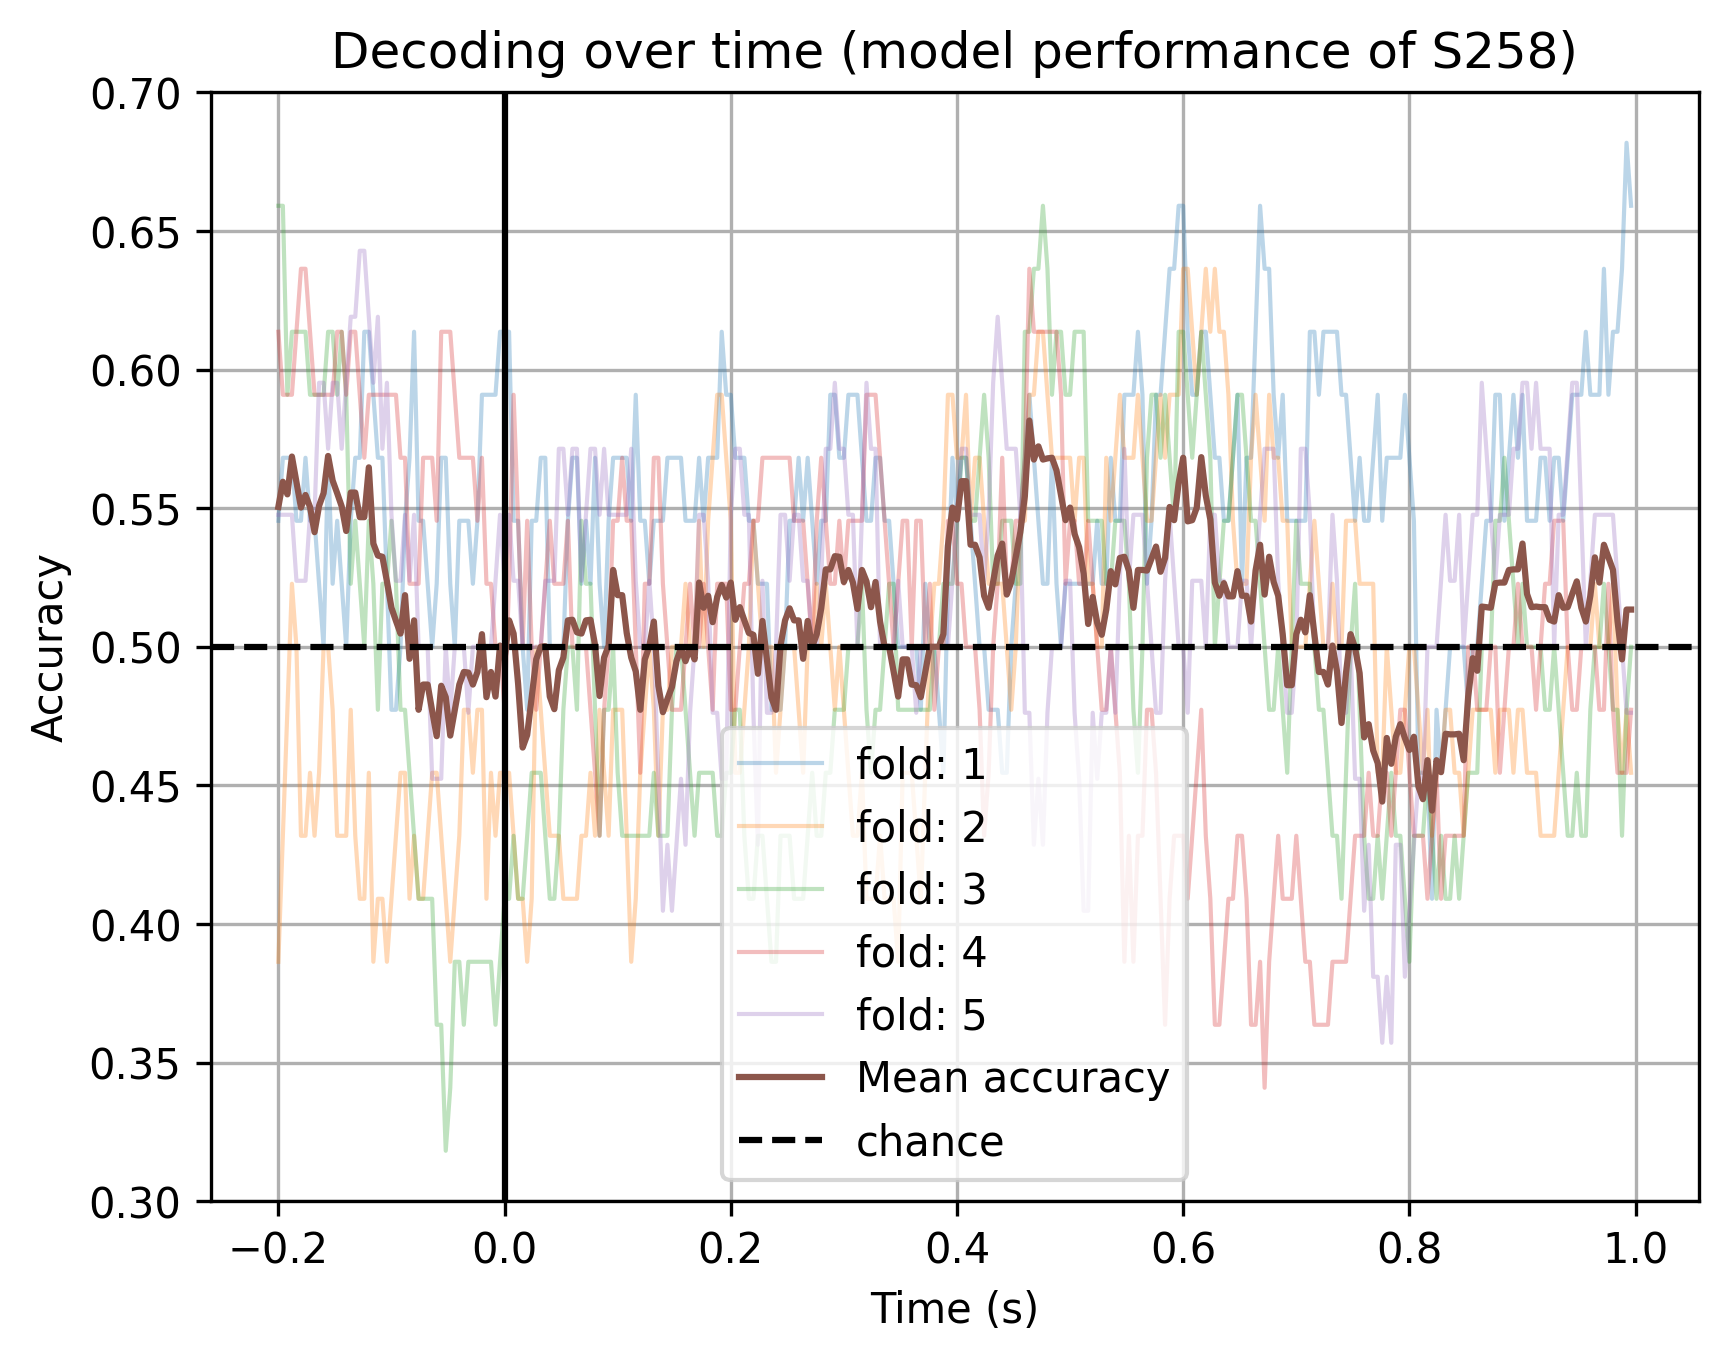 Decoding over time (model performance of S258)
0.70
0.65
0.60
0.55
0.50
0.45
0.40
0.35
0.30
Accuracy
fold: 1
fold: 2
fold: 3
fold: 4
fold: 5
Mean accuracy
chance
−0.2 0.0 0.2 0.4 0.6 0.8 1.0
Time (s)